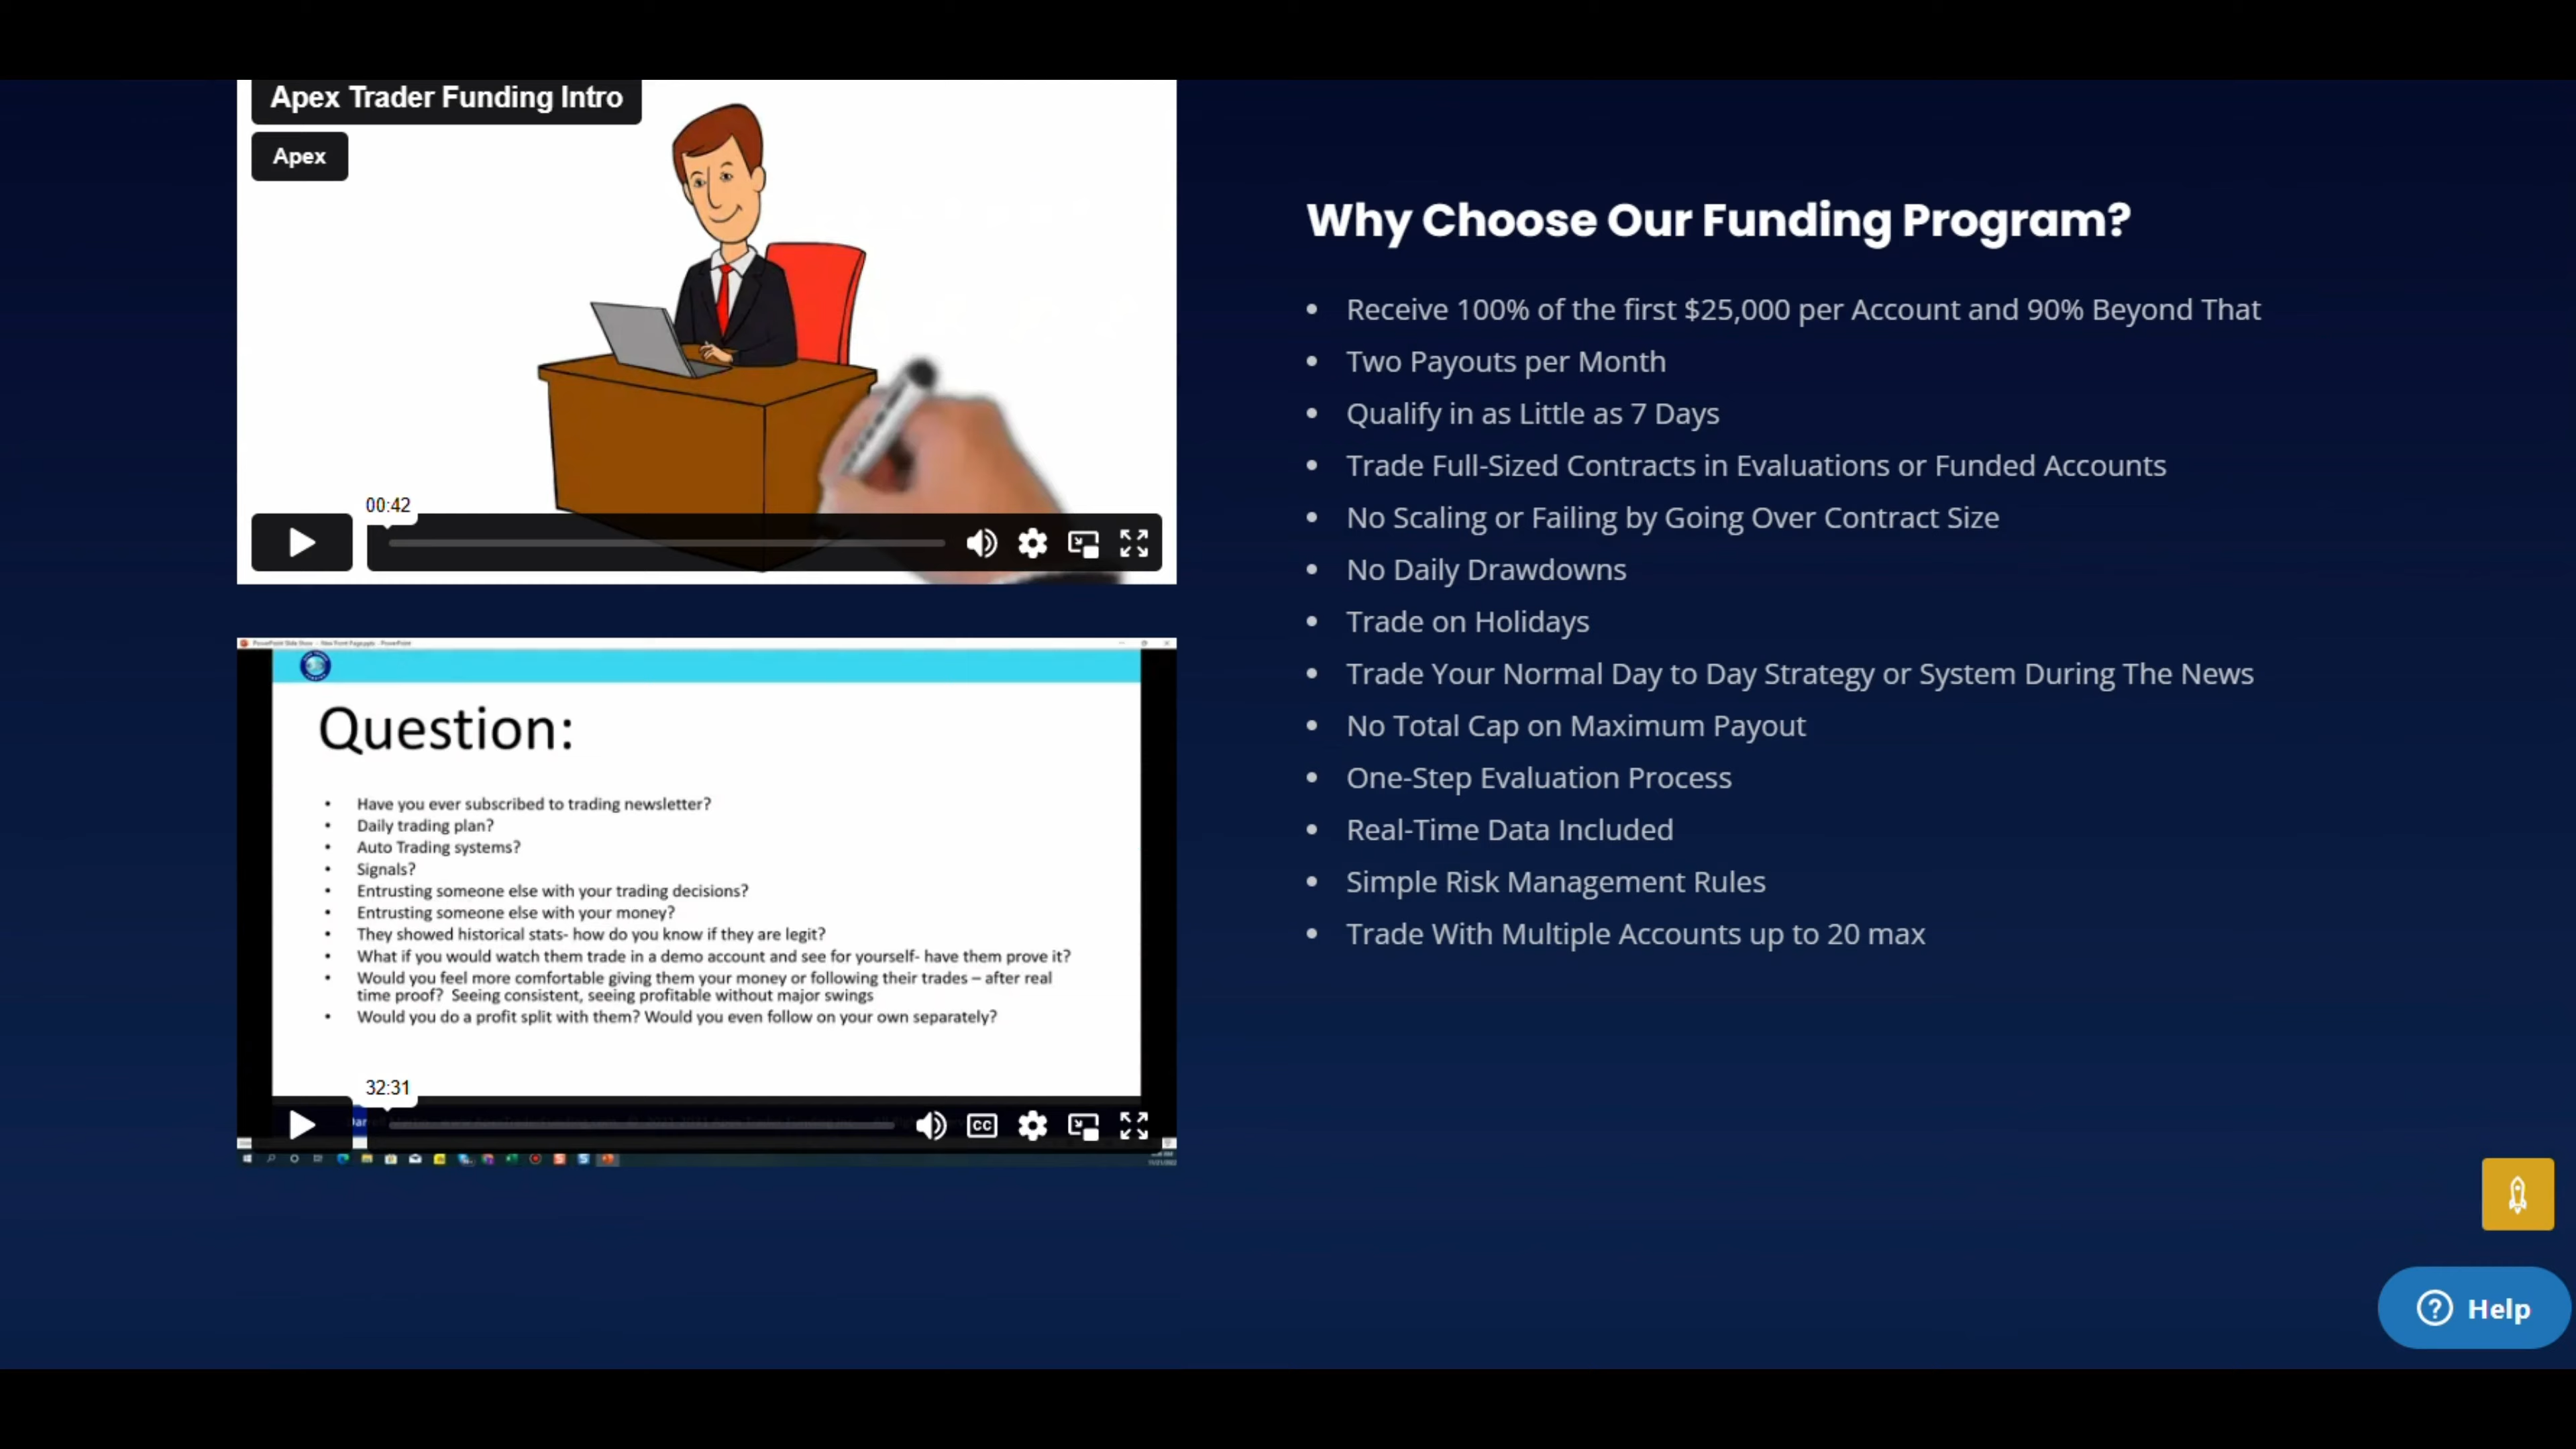 Apex Trader Funding Intro
Apex
00:42
Why Choose Our Funding Program?
• Receive 100% of the first $25,000 per Account and 90% Beyond That
• Two Payouts per Month
• Qualify in as Little as 7 Days
• Trade Full-Sized Contracts in Evaluations or Funded Accounts
• No Scaling or Failing by Going Over Contract Size
• No Daily Drawdowns
• Trade on Holidays
• Trade Your Normal Day to Day Strategy or System During The News
• No Total Cap on Maximum Payout
• One-Step Evaluation Process
• Real-Time Data Included
• Simple Risk Management Rules
• Trade With Multiple Accounts up to 20 max
PowerPoint Slide Show - New Front Page.pptx - PowerPoint
Question:
• Have you ever subscribed to trading newsletter?
• Daily trading plan?
• Auto Trading systems?
• Signals?
• Entrusting someone else with your trading decisions?
• Entrusting someone else with your money?
• They showed historical stats- how do you know if they are legit?
• What if you would watch them trade in a demo account and see for yourself- have them prove it?
• Would you feel more comfortable giving them your money or following their trades – after real
time proof? Seeing consistent, seeing profitable without major swings
• Would you do a profit split with them? Would you even follow on your own separately?
32:31
CC
Help